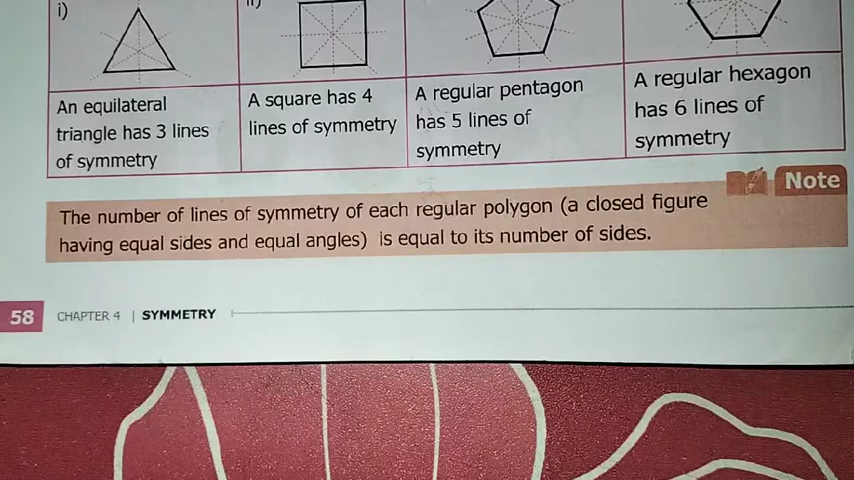 i)
ii)
An equilateral
triangle has 3 lines
of symmetry
A square has 4
lines of symmetry
A regular pentagon
has 5 lines of
symmetry
A regular hexagon
has 6 lines of
symmetry
Note
The number of lines of symmetry of each regular polygon (a closed figure
having equal sides and equal angles) is equal to its number of sides.
58 CHAPTER 4 | SYMMETRY